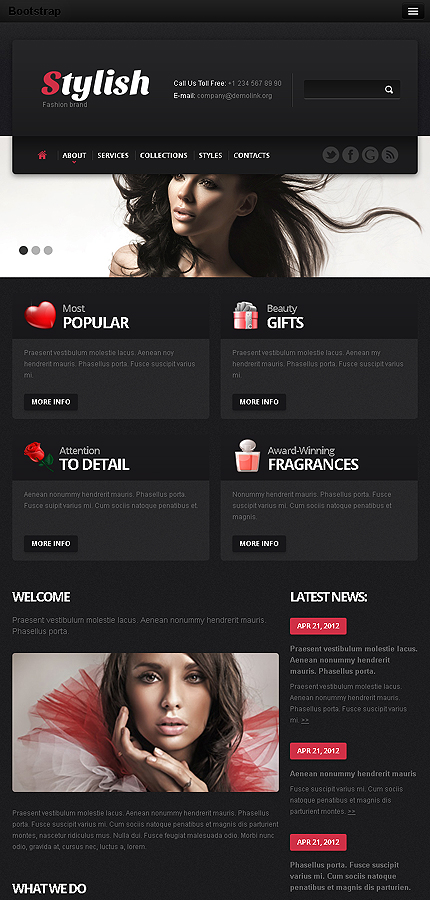 Bootstrap
Stylish
Fashion brand
Call Us Toll Free: +1 234 567 89 90
E-mail: company@demolink.org
ABOUT
SERVICES
COLLECTIONS
STYLES
CONTACTS
Most
POPULAR
Praesent vestibulum molestie lacus. Aenean noy
hendrerit mauris. Phasellus porta. Fusce suscipit varius
mi.
MORE INFO
Beauty
GIFTS
Praesent vestibulum molestie lacus. Aenean my
hendrerit mauris. Phasellus porta. Fusce suscipit varius
mi.
MORE INFO
Attention
TO DETAIL
Aenean nonummy hendrerit mauris. Phasellus porta.
Fusce suipit varius mi. Cum sociis natoque penatibus et.
MORE INFO
Award-Winning
FRAGRANCES
Nonummy hendrerit mauris. Phasellus porta. Fusce
suscipit varius mi. Cum sociis natoque penatibus et
magnis.
MORE INFO
WELCOME
Praesent vestibulum molestie lacus. Aenean nonummy hendrerit mauris.
Phasellus porta.
Praesent vestibulum molestie lacus. Aenean nonummy hendrerit mauris. Phasellus
porta. Fusce suscipit varius mi. Cum sociis natoque penatibus et magnis dis parturient
montes, nascetur ridiculus mus. Nulla dui. Fusce feugiat malesuada odio. Morbi nunc
odio, gravida at, cursus nec, luctus a, lorem.
WHAT WE DO
LATEST NEWS:
APR 21, 2012
Praesent vestibulum molestie lacus.
Aenean nonummy hendrerit
mauris. Phasellus porta.
Praesent vestibulum molestie lacus.
Aenean nonummy hendrerit mauris.
Phasellus porta. Fusce suscipit varius
mi. >>
APR 21, 2012
Aenean nonummy hendrerit mauris
Fusce suscipit varius mi. Cum sociis
natoque penatibus et magnis dis
parturient montes. >>
APR 21, 2012
Phasellus porta. Fusce suscipit
varius mi. Cum sociis natoque
penatibus et magnis dis parturien.